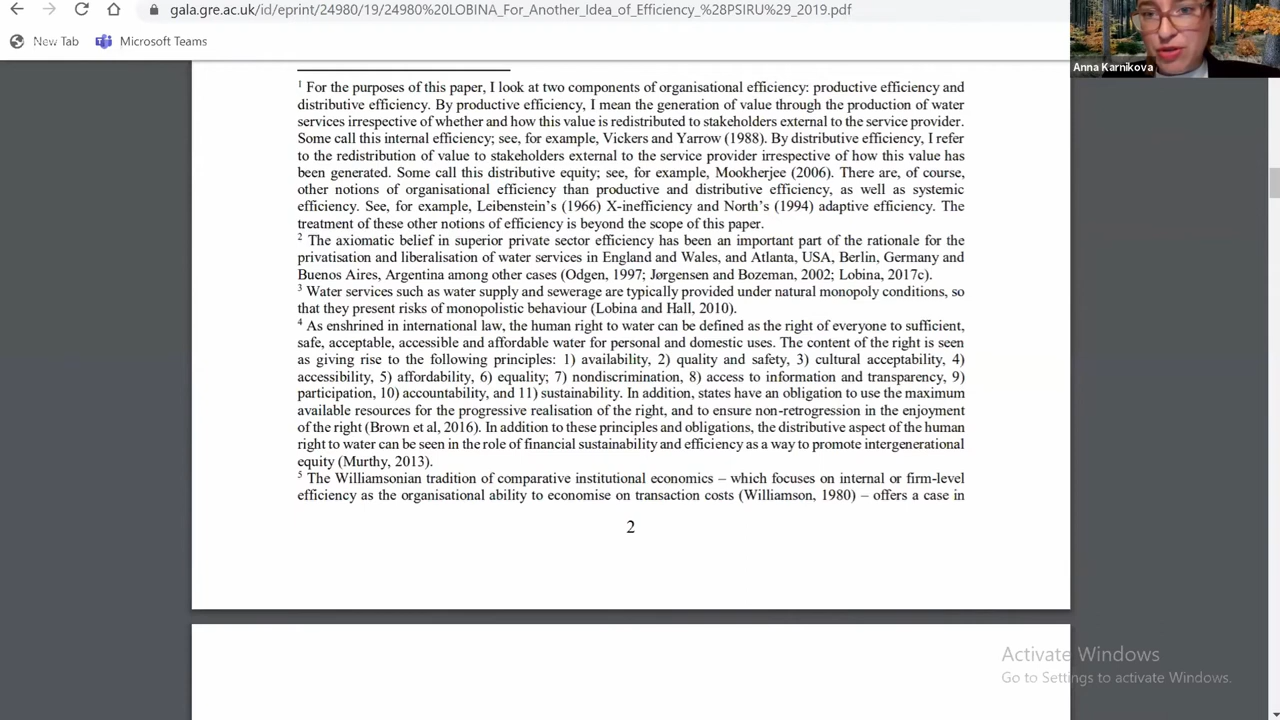 gala.gre.ac.uk/id/eprint/24980/19/24980%20LOBINA_For_Another_Idea_of_Efficiency_%28PSIRU%29_2019.pdf
New Tab Microsoft Teams
Anna Karnikova
1 For the purposes of this paper, I look at two components of organisational efficiency: productive efficiency and
distributive efficiency. By productive efficiency, I mean the generation of value through the production of water
services irrespective of whether and how this value is redistributed to stakeholders external to the service provider.
Some call this internal efficiency; see, for example, Vickers and Yarrow (1988). By distributive efficiency, I refer
to the redistribution of value to stakeholders external to the service provider irrespective of how this value has
been generated. Some call this distributive equity; see, for example, Mookherjee (2006). There are, of course,
other notions of organisational efficiency than productive and distributive efficiency, as well as systemic
efficiency. See, for example, Leibenstein's (1966) X-inefficiency and North's (1994) adaptive efficiency. The
treatment of these other notions of efficiency is beyond the scope of this paper.
2 The axiomatic belief in superior private sector efficiency has been an important part of the rationale for the
privatisation and liberalisation of water services in England and Wales, and Atlanta, USA, Berlin, Germany and
Buenos Aires, Argentina among other cases (Odgen, 1997; Jørgensen and Bozeman, 2002; Lobina, 2017c).
3 Water services such as water supply and sewerage are typically provided under natural monopoly conditions, so
that they present risks of monopolistic behaviour (Lobina and Hall, 2010).
4 As enshrined in international law, the human right to water can be defined as the right of everyone to sufficient,
safe, acceptable, accessible and affordable water for personal and domestic uses. The content of the right is seen
as giving rise to the following principles: 1) availability, 2) quality and safety, 3) cultural acceptability, 4)
accessibility, 5) affordability, 6) equality; 7) nondiscrimination, 8) access to information and transparency, 9)
participation, 10) accountability, and 11) sustainability. In addition, states have an obligation to use the maximum
available resources for the progressive realisation of the right, and to ensure non-retrogression in the enjoyment
of the right (Brown et al, 2016). In addition to these principles and obligations, the distributive aspect of the human
right to water can be seen in the role of financial sustainability and efficiency as a way to promote intergenerational
equity (Murthy, 2013).
5 The Williamsonian tradition of comparative institutional economics – which focuses on internal or firm-level
efficiency as the organisational ability to economise on transaction costs (Williamson, 1980) – offers a case in
2
Activate Windows
Go to Settings to activate Windows.